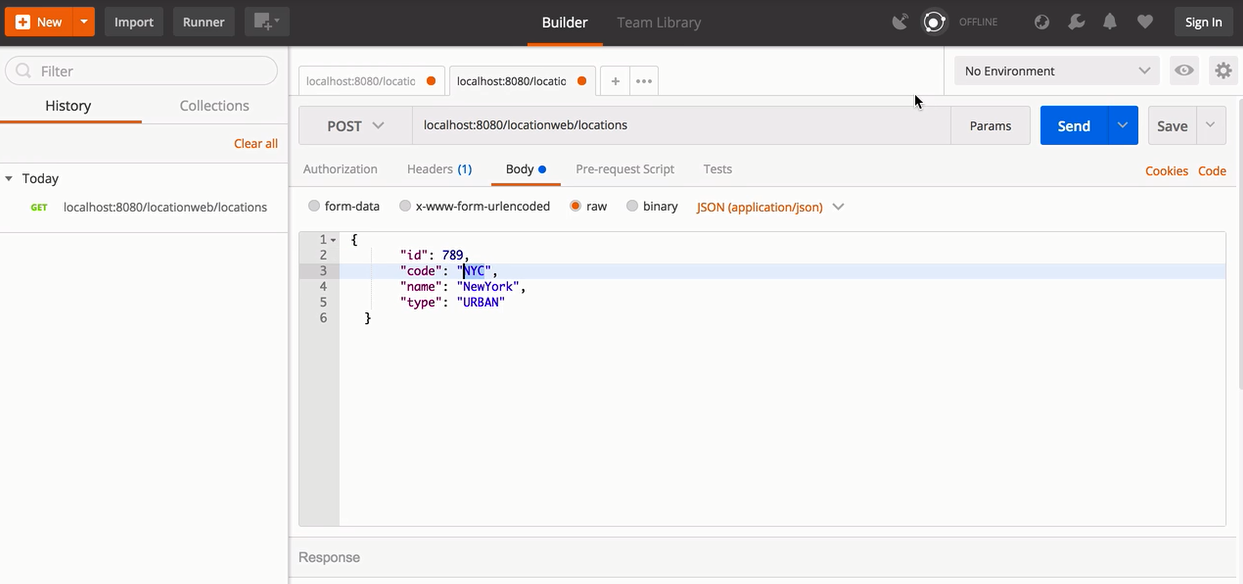 New Import Runner Builder Team Library OFFLINE Sign In
Filter
History Collections
Clear all
Today
GET localhost:8080/locationweb/locations
localhost:8080/locatic localhost:8080/locatic + ••• No Environment
POST localhost:8080/locationweb/locations Params Send Save
Authorization Headers (1) Body Pre-request Script Tests Cookies Code
form-data x-www-form-urlencoded raw binary JSON (application/json)
1 {
2 "id": 789,
3 "code": "NYC",
4 "name": "NewYork",
5 "type": "URBAN"
6 }
Response